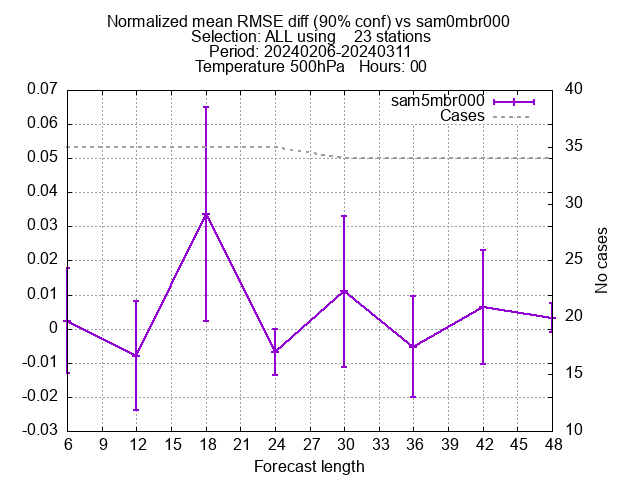 Normalized mean RMSE diff (90% conf) vs sam0mbr000
Selection: ALL using    23 stations
Period: 20240206-20240311
Temperature 500hPa   Hours: 00
sam5mbr000
Cases
0.07
0.06
0.05
0.04
0.03
0.02
0.01
0
-0.01
-0.02
-0.03
40
35
30
25
20
15
10
No cases
6 9 12 15 18 21 24 27 30 33 36 39 42 45 48
Forecast length